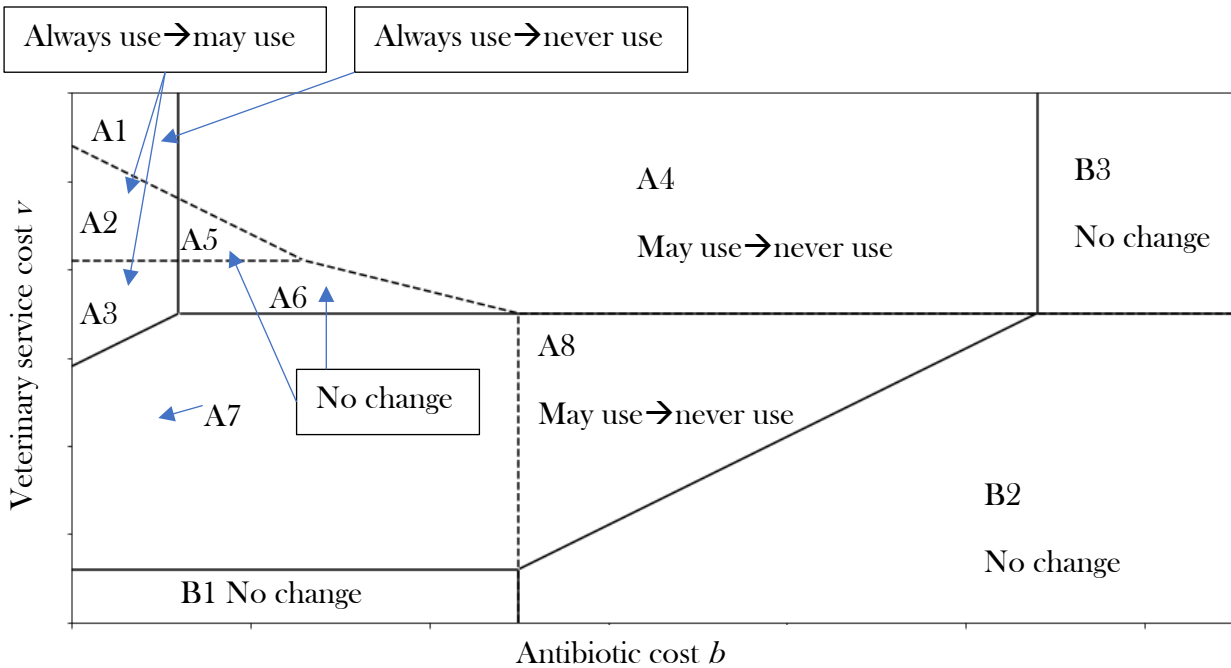 Always use→may use
Always use→never use
A1
A2
A3
A4
May use→never use
B3
No change
A5
A6
No change
A7
A8
May use→never use
B2
No change
B1 No change
Veterinary service cost v
Antibiotic cost b